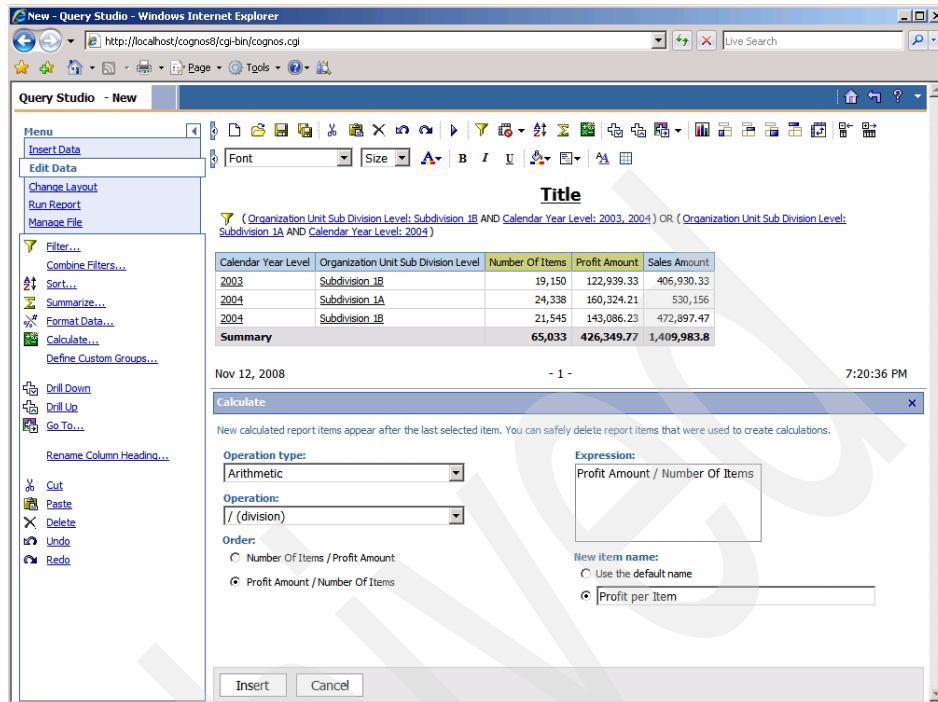 New - Query Studio - Windows Internet Explorer
http://localhost/cognos8/cgi-bin/cognos.cgi
Live Search
Page
Tools
Query Studio - New
Menu
Insert Data
Edit Data
Change Layout
Run Report
Manage File
Filter...
Combine Filters...
Sort...
Summarize...
Format Data...
Calculate...
Define Custom Groups...
Drill Down
Drill Up
Go To...
Rename Column Heading...
Cut
Paste
Delete
Undo
Redo
Font
Size
A
B I U
Title
( Organization Unit Sub Division Level: Subdivision 1B AND Calendar Year Level: 2003, 2004 ) OR ( Organization Unit Sub Division Level:
Subdivision 1A AND Calendar Year Level: 2004 )
Calendar Year Level Organization Unit Sub Division Level Number Of Items Profit Amount Sales Amount
2003 Subdivision 1B 19,150 122,939.33 406,930.33
2004 Subdivision 1A 24,338 160,324.21 530,156
2004 Subdivision 1B 21,545 143,086.23 472,897.47
Summary 65,033 426,349.77 1,409,983.8
Nov 12, 2008 - 1 - 7:20:36 PM
Calculate
New calculated report items appear after the last selected item. You can safely delete report items that were used to create calculations.
Operation type:
Arithmetic
Operation:
/ (division)
Order:
Number Of Items / Profit Amount
Profit Amount / Number Of Items
Expression:
Profit Amount / Number Of Items
New item name:
Use the default name
Profit per Item
Insert
Cancel